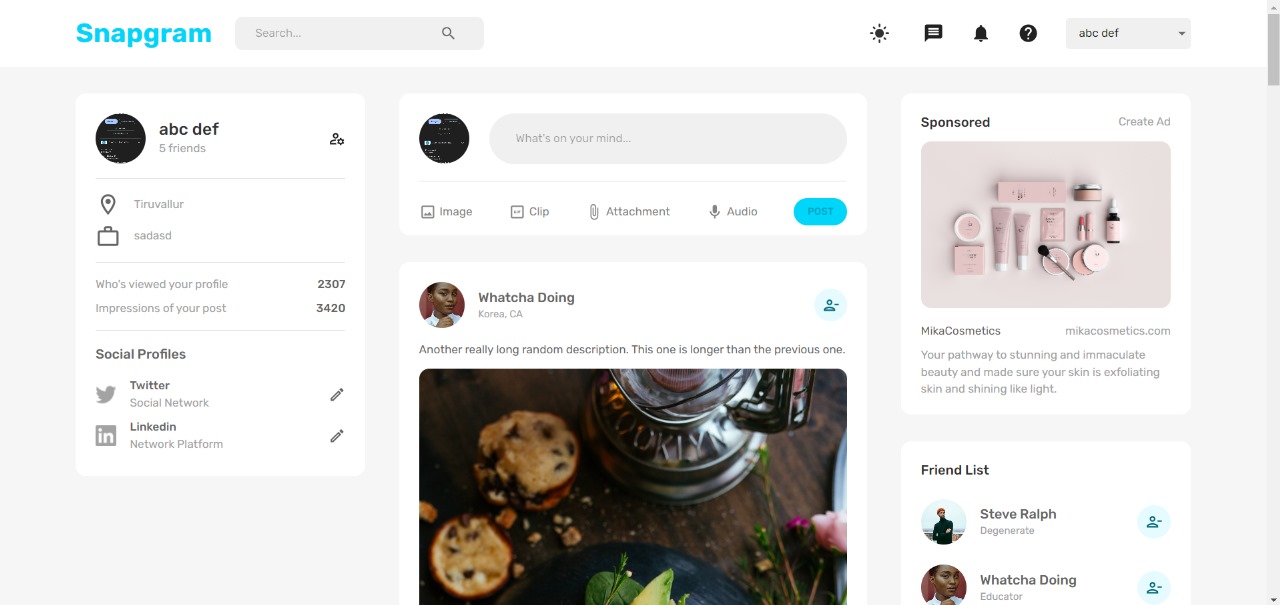 Snapgram
Search...
abc def
abc def
5 friends
Tiruvallur
sadasd
Who's viewed your profile 2307
Impressions of your post 3420
Social Profiles
Twitter
Social Network
Linkedin
Network Platform
What's on your mind...
Image
Clip
Attachment
Audio
POST
Whatcha Doing
Korea, CA
Another really long random description. This one is longer than the previous one.
Sponsored
Create Ad
MikaCosmetics
mikacosmetics.com
Your pathway to stunning and immaculate
beauty and made sure your skin is exfoliating
skin and shining like light.
Friend List
Steve Ralph
Degenerate
Whatcha Doing
Educator